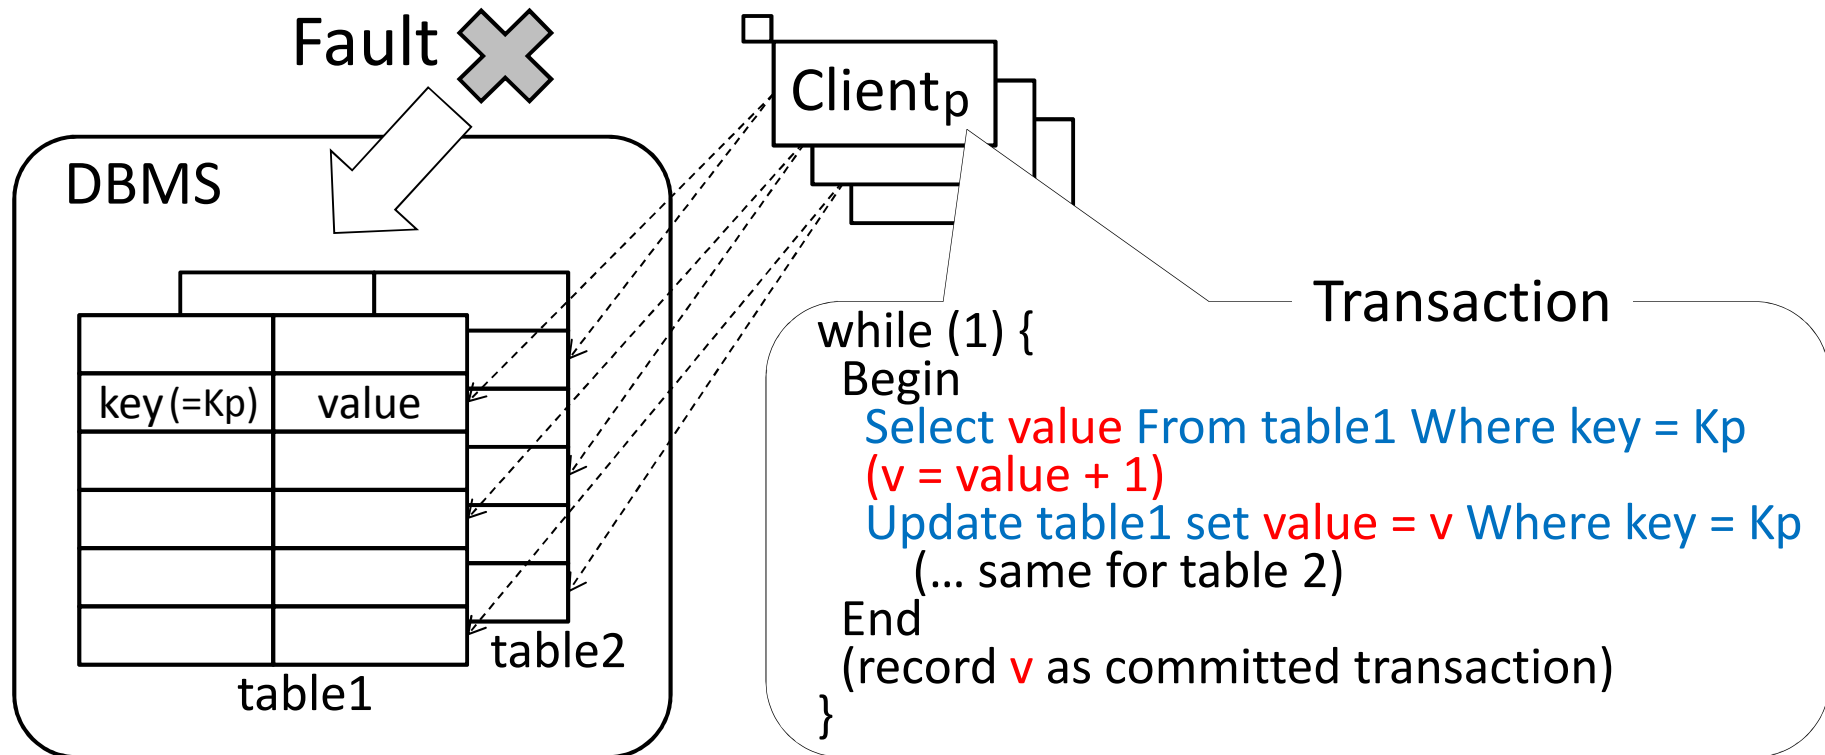 Fault
Clientp
DBMS
key (=Kp) value
table2
table1
Transaction
while (1) {
Begin
Select value From table1 Where key = Kp
(v = value + 1)
Update table1 set value = v Where key = Kp
(... same for table 2)
End
(record v as committed transaction)
}